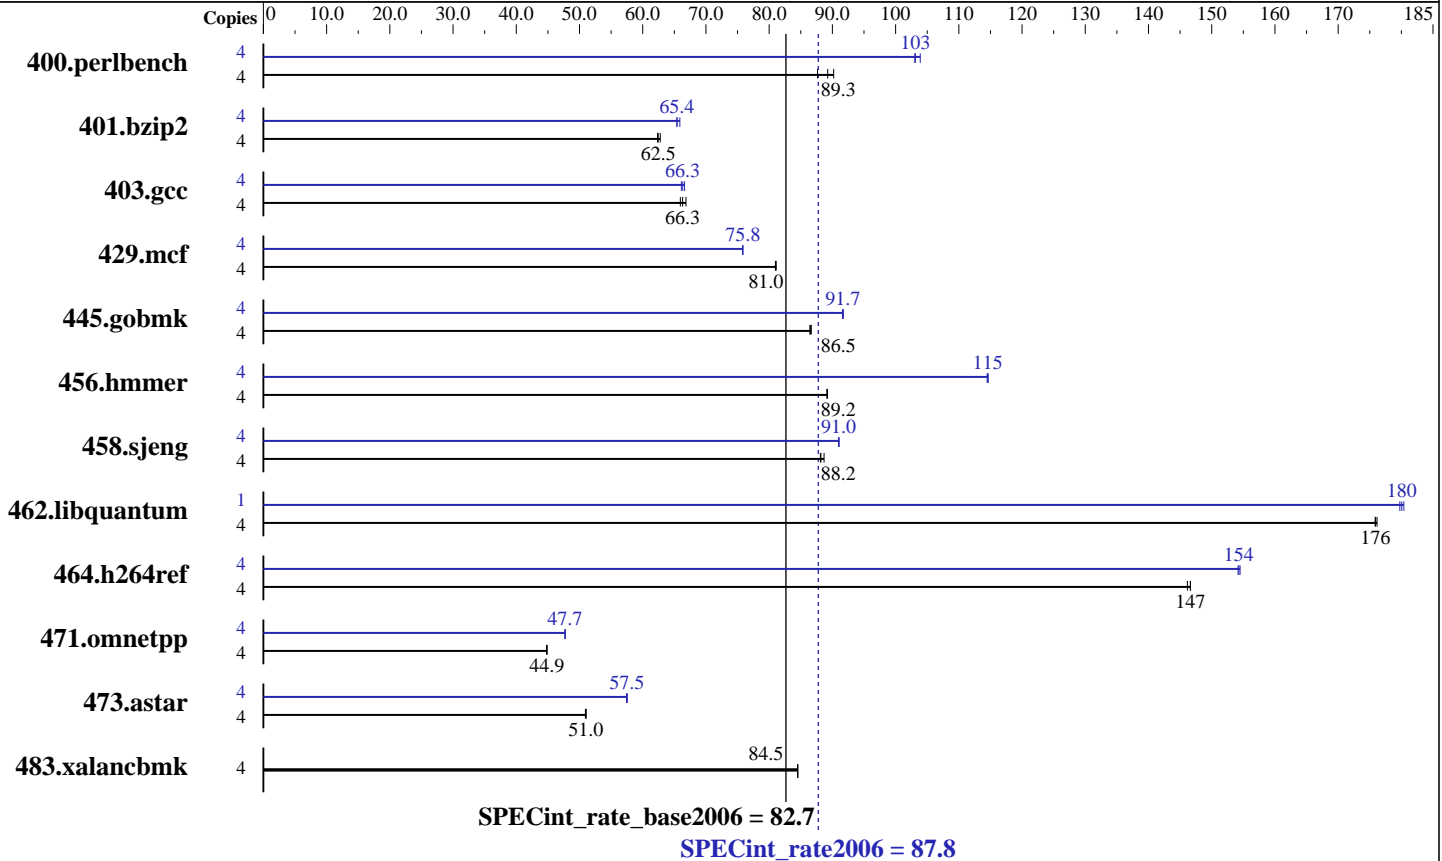 Copies 0 10.0 20.0 30.0 40.0 50.0 60.0 70.0 80.0 90.0 100 110 120 130 140 150 160 170 185
400.perlbench 4 103
4 89.3
401.bzip2 4 65.4
4 62.5
403.gcc 4 66.3
4 66.3
429.mcf 4 75.8
4 81.0
445.gobmk 4 91.7
4 86.5
456.hmmer 4 115
4 89.2
458.sjeng 4 91.0
4 88.2
462.libquantum 1 180
4 176
464.h264ref 4 154
4 147
471.omnetpp 4 47.7
4 44.9
473.astar 4 57.5
4 51.0
483.xalancbmk 4 84.5
SPECint_rate_base2006 = 82.7
SPECint_rate2006 = 87.8